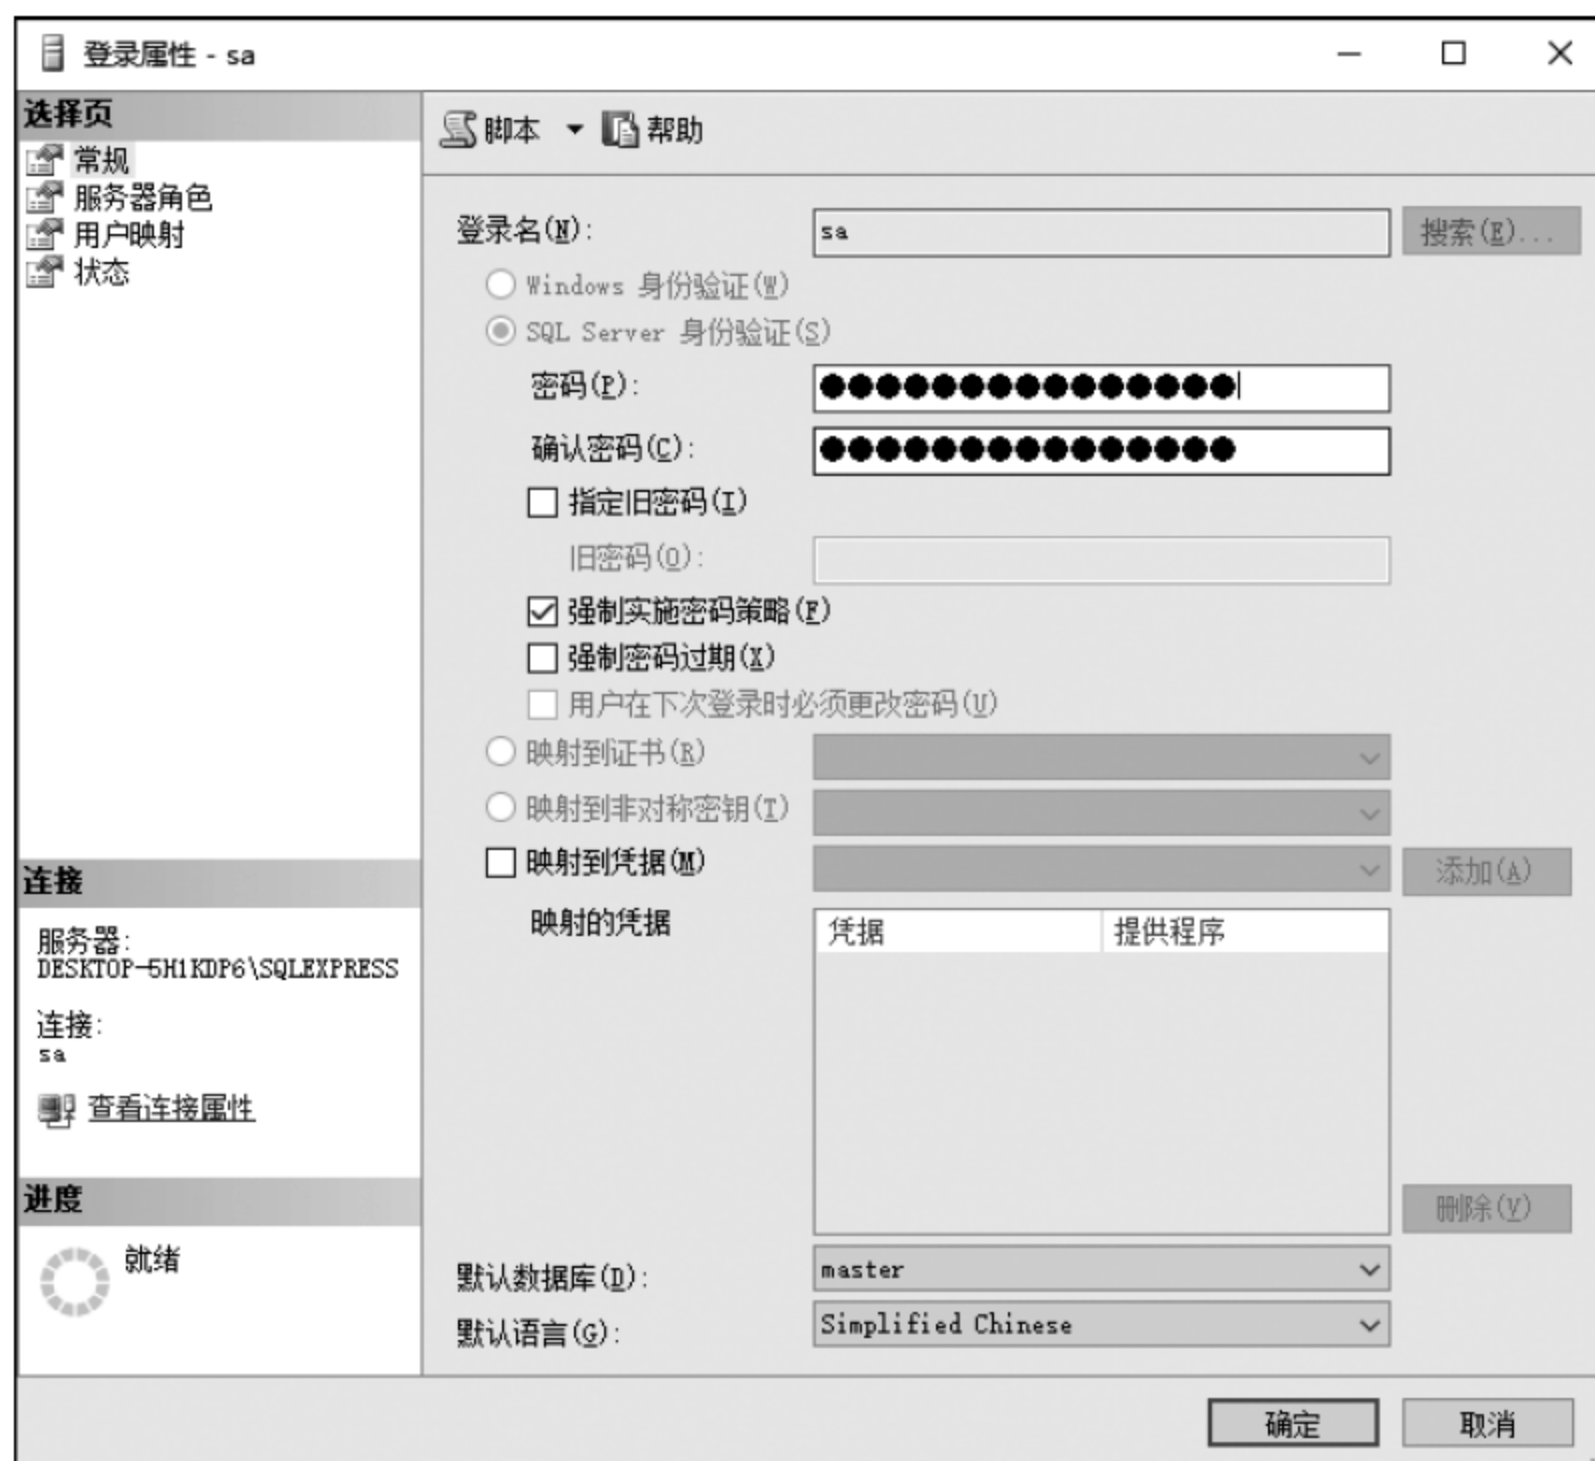 登录属性 - sa
选择页
常规
服务器角色
用户映射
状态
连接
服务器:
DESKTOP-5H1KDP6\SQLEXPRESS
连接:
sa
查看连接属性
进度
就绪
脚本 帮助
登录名(N): sa 搜索(E)...
Windows 身份验证(W)
SQL Server 身份验证(S)
密码(P): ●●●●●●●●●●●●●●●
确认密码(C): ●●●●●●●●●●●●●●●
指定旧密码(I)
旧密码(O):
强制实施密码策略(F)
强制密码过期(X)
用户在下次登录时必须更改密码(U)
映射到证书(R)
映射到非对称密钥(T)
映射到凭据(M) 添加(A)
映射的凭据 凭据 提供程序
删除(V)
默认数据库(D): master
默认语言(G): Simplified Chinese
确定 取消